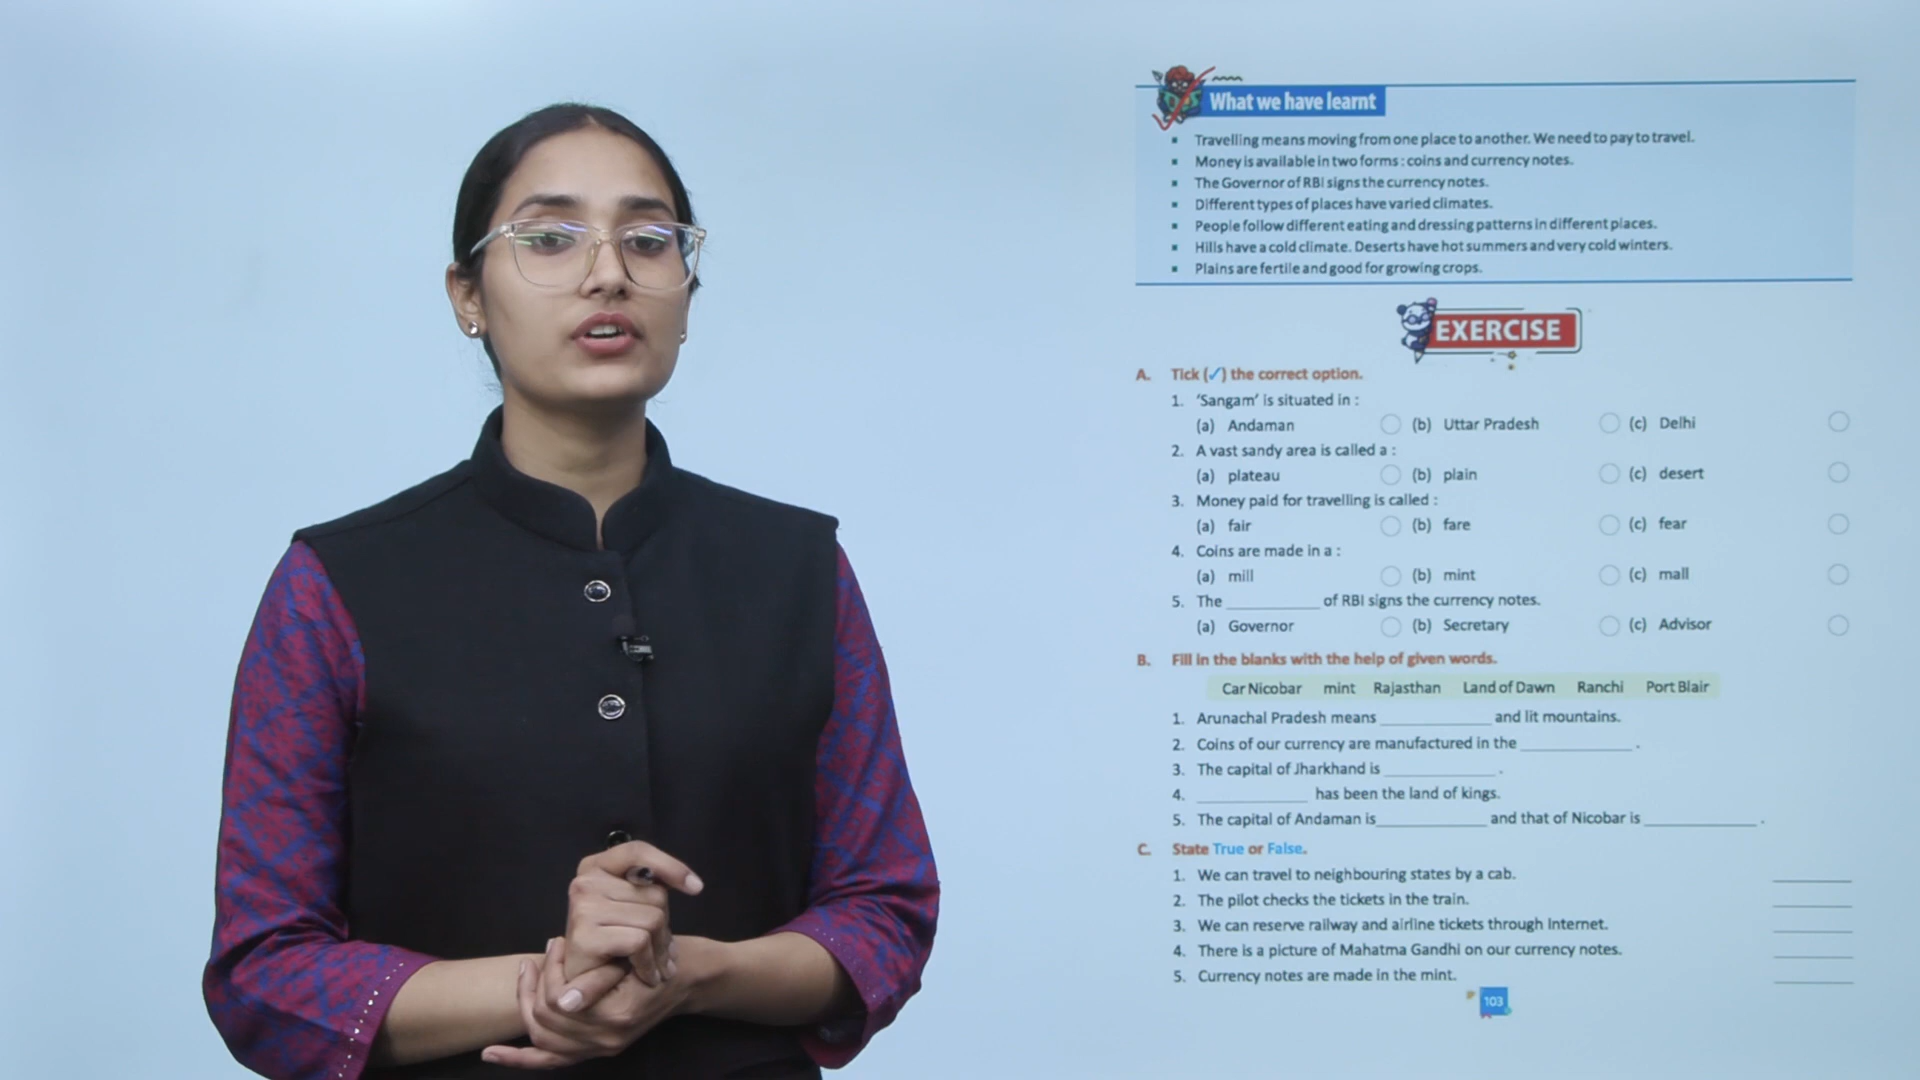 What we have learnt
▪ Travelling means moving from one place to another. We need to pay to travel.
▪ Money is available in two forms : coins and currency notes.
▪ The Governor of RBI signs the currency notes.
▪ Different types of places have varied climates.
▪ People follow different eating and dressing patterns in different places.
▪ Hills have a cold climate. Deserts have hot summers and very cold winters.
▪ Plains are fertile and good for growing crops.
EXERCISE
A. Tick (✓) the correct option.
1. ‘Sangam’ is situated in :
(a) Andaman (b) Uttar Pradesh (c) Delhi
2. A vast sandy area is called a :
(a) plateau (b) plain (c) desert
3. Money paid for travelling is called :
(a) fair (b) fare (c) fear
4. Coins are made in a :
(a) mill (b) mint (c) mall
5. The __________ of RBI signs the currency notes.
(a) Governor (b) Secretary (c) Advisor
B. Fill in the blanks with the help of given words.
Car Nicobar mint Rajasthan Land of Dawn Ranchi Port Blair
1. Arunachal Pradesh means ____________ and lit mountains.
2. Coins of our currency are manufactured in the ____________ .
3. The capital of Jharkhand is ____________ .
4. ____________ has been the land of kings.
5. The capital of Andaman is____________ and that of Nicobar is ____________ .
C. State True or False.
1. We can travel to neighbouring states by a cab. ________
2. The pilot checks the tickets in the train. ________
3. We can reserve railway and airline tickets through Internet. ________
4. There is a picture of Mahatma Gandhi on our currency notes. ________
5. Currency notes are made in the mint. ________
103